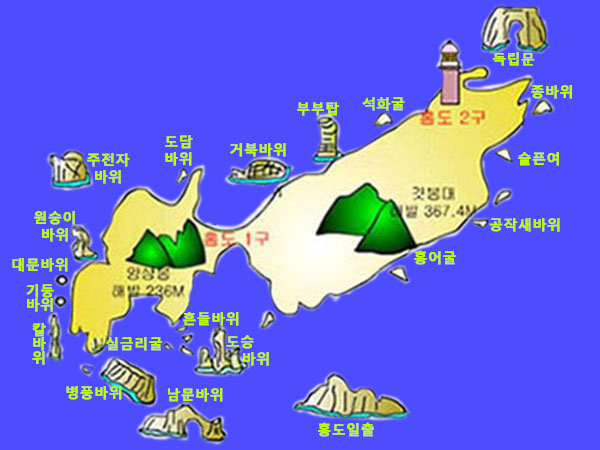 독립문
종바위
석화굴
부부탑
홍도 2구
도담
바위
거북바위
슬픈여
주전자
바위
깃봉대
해발 367.4M
원숭이
바위
공작새바위
홍도 1구
홍어굴
대문바위
양상봉
해발 236M
기둥
바위
칼
바
위
흔들바위
실금리굴
도승
바위
병풍바위
남문바위
홍도일출